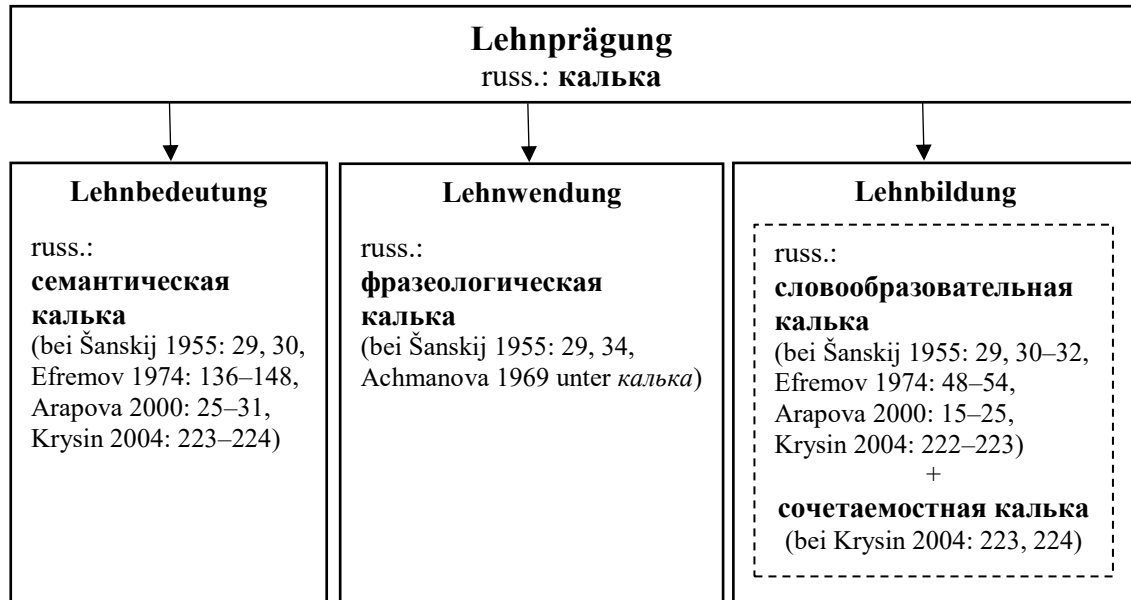 Lehnprägung
russ.: калька
Lehnbedeutung
russ.:
семантическая
калька
(bei Šanskij 1955: 29, 30,
Efremov 1974: 136–148,
Arapova 2000: 25–31,
Krysin 2004: 223–224)
Lehnwendung
russ.:
фразеологическая
калька
(bei Šanskij 1955: 29, 34,
Achmanova 1969 unter калька)
Lehnbildung
russ.:
словообразовательная
калька
(bei Šanskij 1955: 29, 30–32,
Efremov 1974: 48–54,
Arapova 2000: 15–25,
Krysin 2004: 222–223)
+
сочетаемостная калька
(bei Krysin 2004: 223, 224)